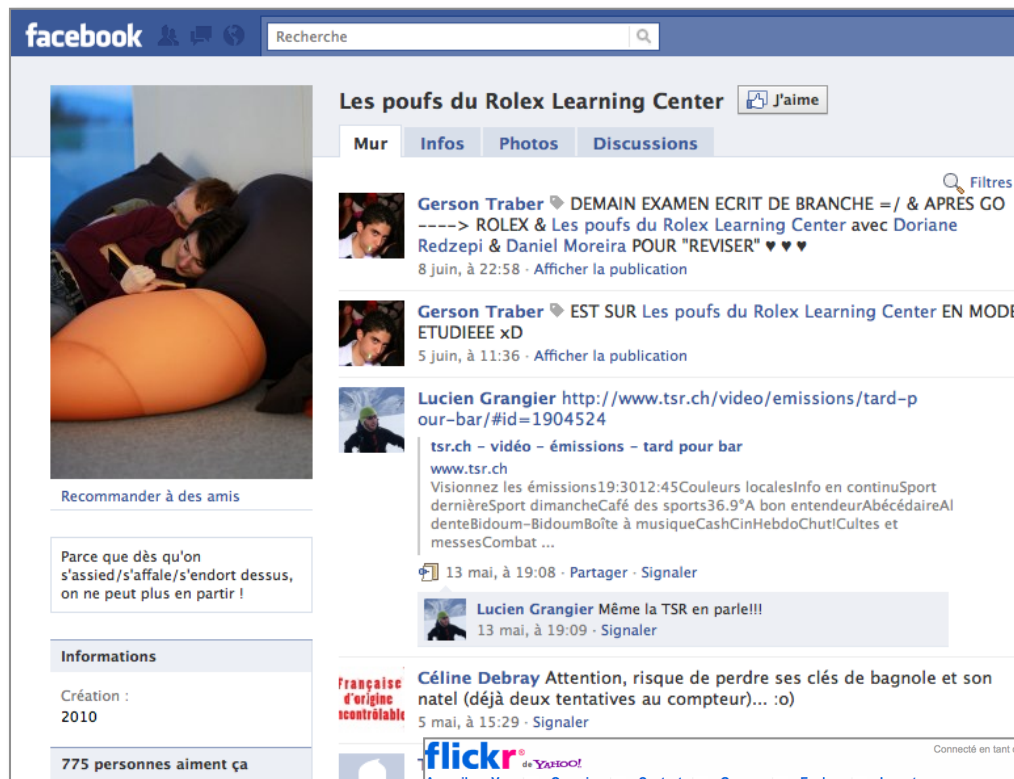 facebook
Recherche
Les poufs du Rolex Learning Center
J'aime
Mur Infos Photos Discussions
Filtres
Gerson Traber DEMAIN EXAMEN ECRIT DE BRANCHE =/ & APRES GO
----> ROLEX & Les poufs du Rolex Learning Center avec Doriane
Redzepi & Daniel Moreira POUR "REVISER" ♥ ♥ ♥
8 juin, à 22:58 · Afficher la publication
Gerson Traber EST SUR Les poufs du Rolex Learning Center EN MODE
ETUDIEEE xD
5 juin, à 11:36 · Afficher la publication
Lucien Grangier http://www.tsr.ch/video/emissions/tard-p
our-bar/#id=1904524
tsr.ch – vidéo – émissions – tard pour bar
www.tsr.ch
Visionnez les émissions19:3012:45Couleurs localesInfo en continuSport
dernièreSport dimancheCafé des sports36.9°A bon entendeurAbécédaireAl
denteBidoum-BidoumBoîte à musiqueCashCinHebdoChut!Cultes et
messesCombat ...
13 mai, à 19:08 · Partager · Signaler
Lucien Grangier Même la TSR en parle!!!
13 mai, à 19:09 · Signaler
Française
d'origine
incontrôlable
Céline Debray Attention, risque de perdre ses clés de bagnole et son
natel (déjà deux tentatives au compteur)... :o)
5 mai, à 15:29 · Signaler
Recommander à des amis
Parce que dès qu'on
s'assied/s'affale/s'endort dessus,
on ne peut plus en partir !
Informations
Création :
2010
775 personnes aiment ça
flickr de YAHOO!
Connecté en tant